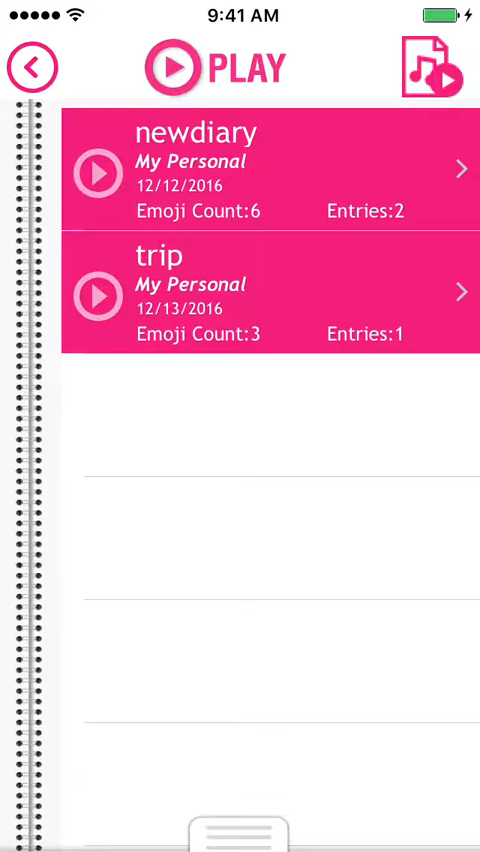 9:41 AM
PLAY
newdiary
My Personal
12/12/2016
Emoji Count:6 Entries:2
trip
My Personal
12/13/2016
Emoji Count:3 Entries:1